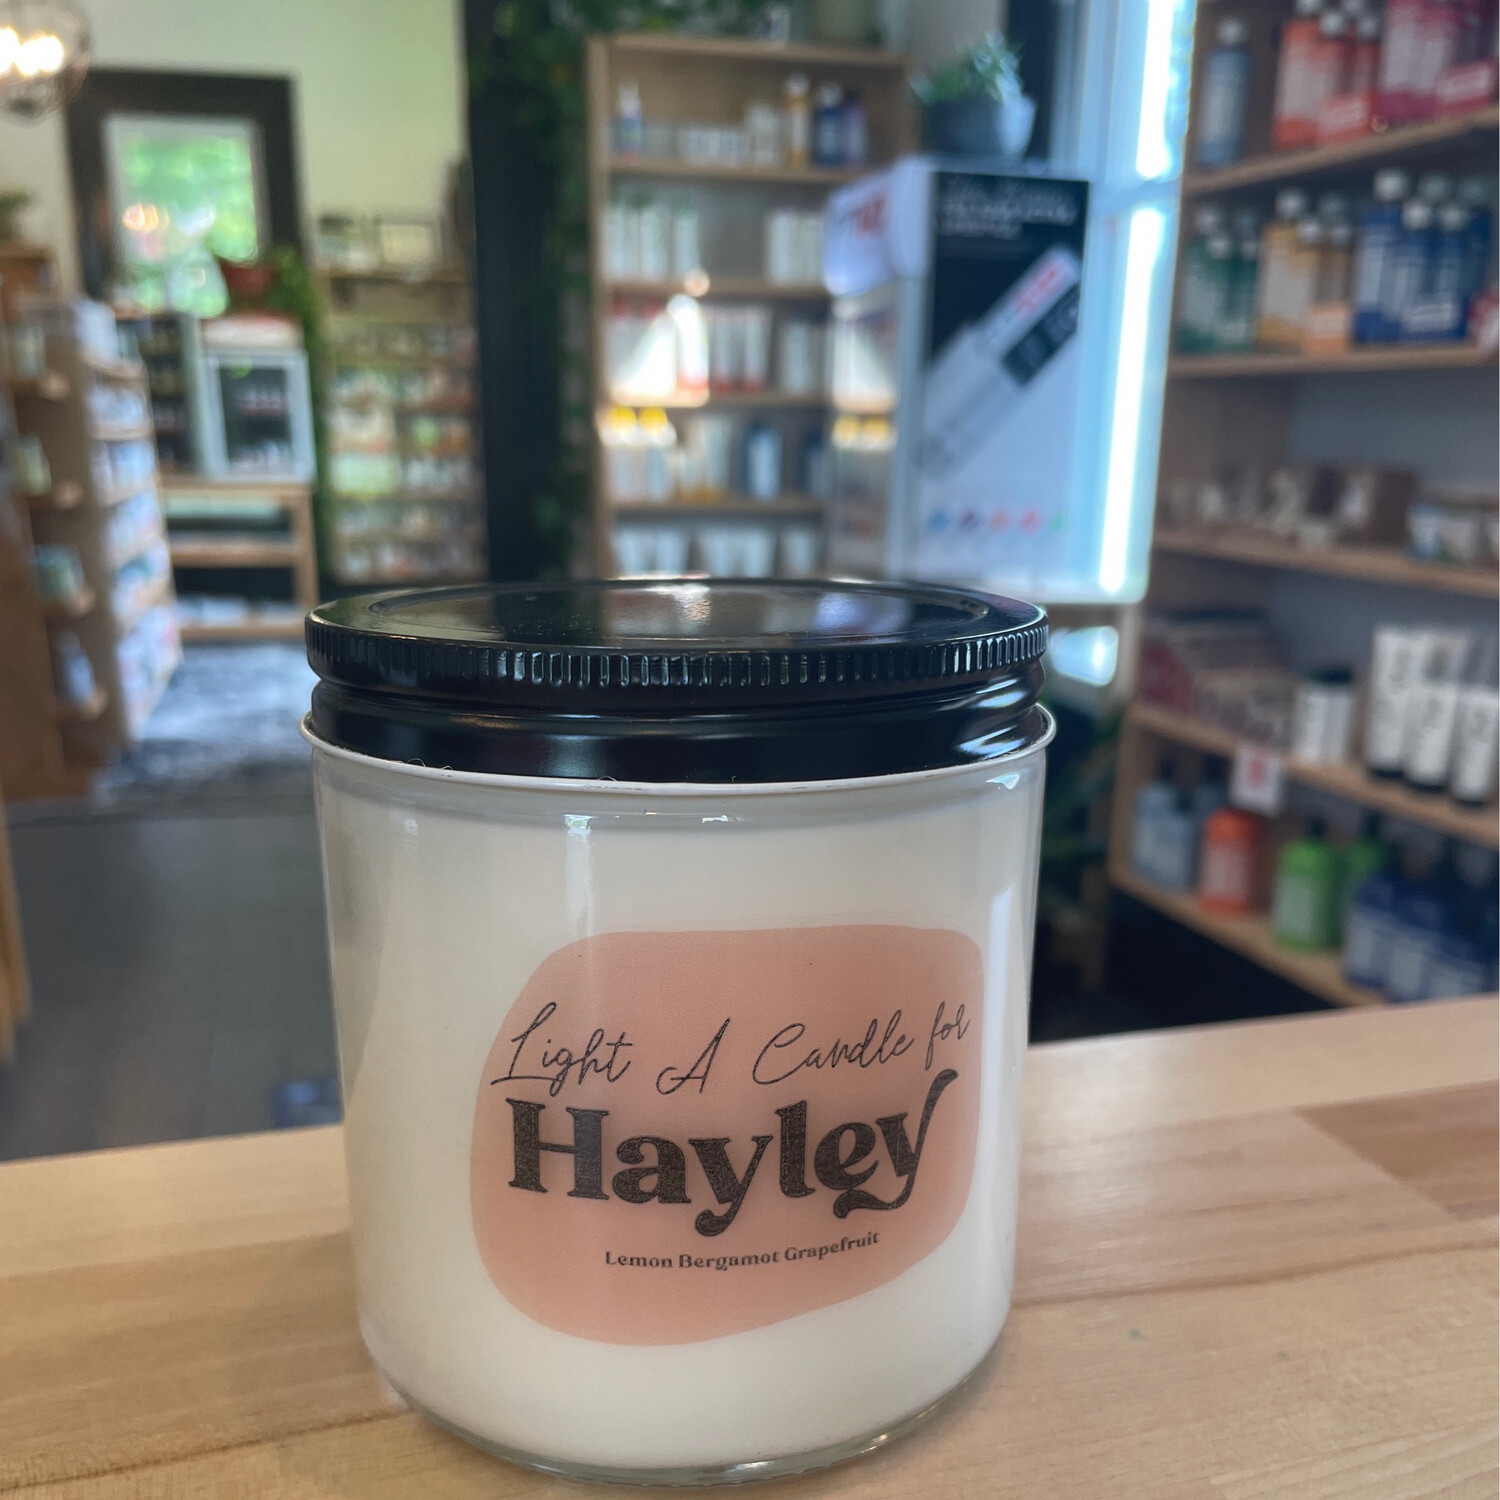 Light A Candle for
Hayley
Lemon Bergamot Grapefruit